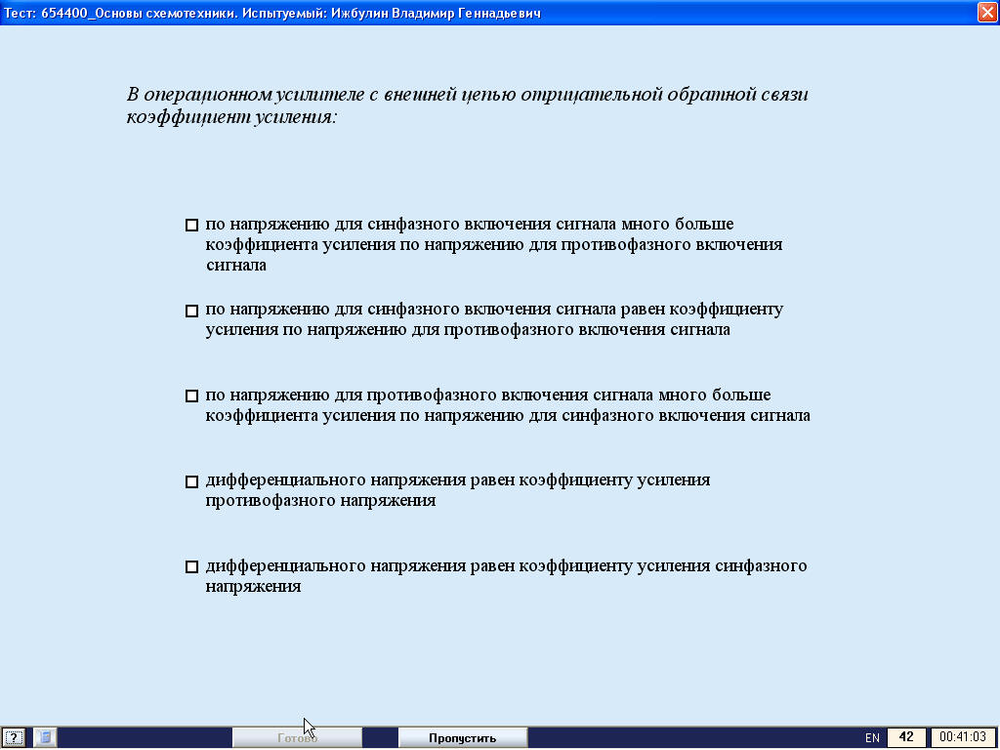 Тест: 654400_Основы схемотехники. Испытуемый: Ижбулин Владимир Геннадьевич
В операционном усилителе с внешней цепью отрицательной обратной связи
коэффициент усиления:
по напряжению для синфазного включения сигнала много больше
коэффициента усиления по напряжению для противофазного включения
сигнала
по напряжению для синфазного включения сигнала равен коэффициенту
усиления по напряжению для противофазного включения сигнала
по напряжению для противофазного включения сигнала много больше
коэффициента усиления по напряжению для синфазного включения сигнала
дифференциального напряжения равен коэффициенту усиления
противофазного напряжения
дифференциального напряжения равен коэффициенту усиления синфазного
напряжения
? Готово Пропустить EN 42 00:41:03